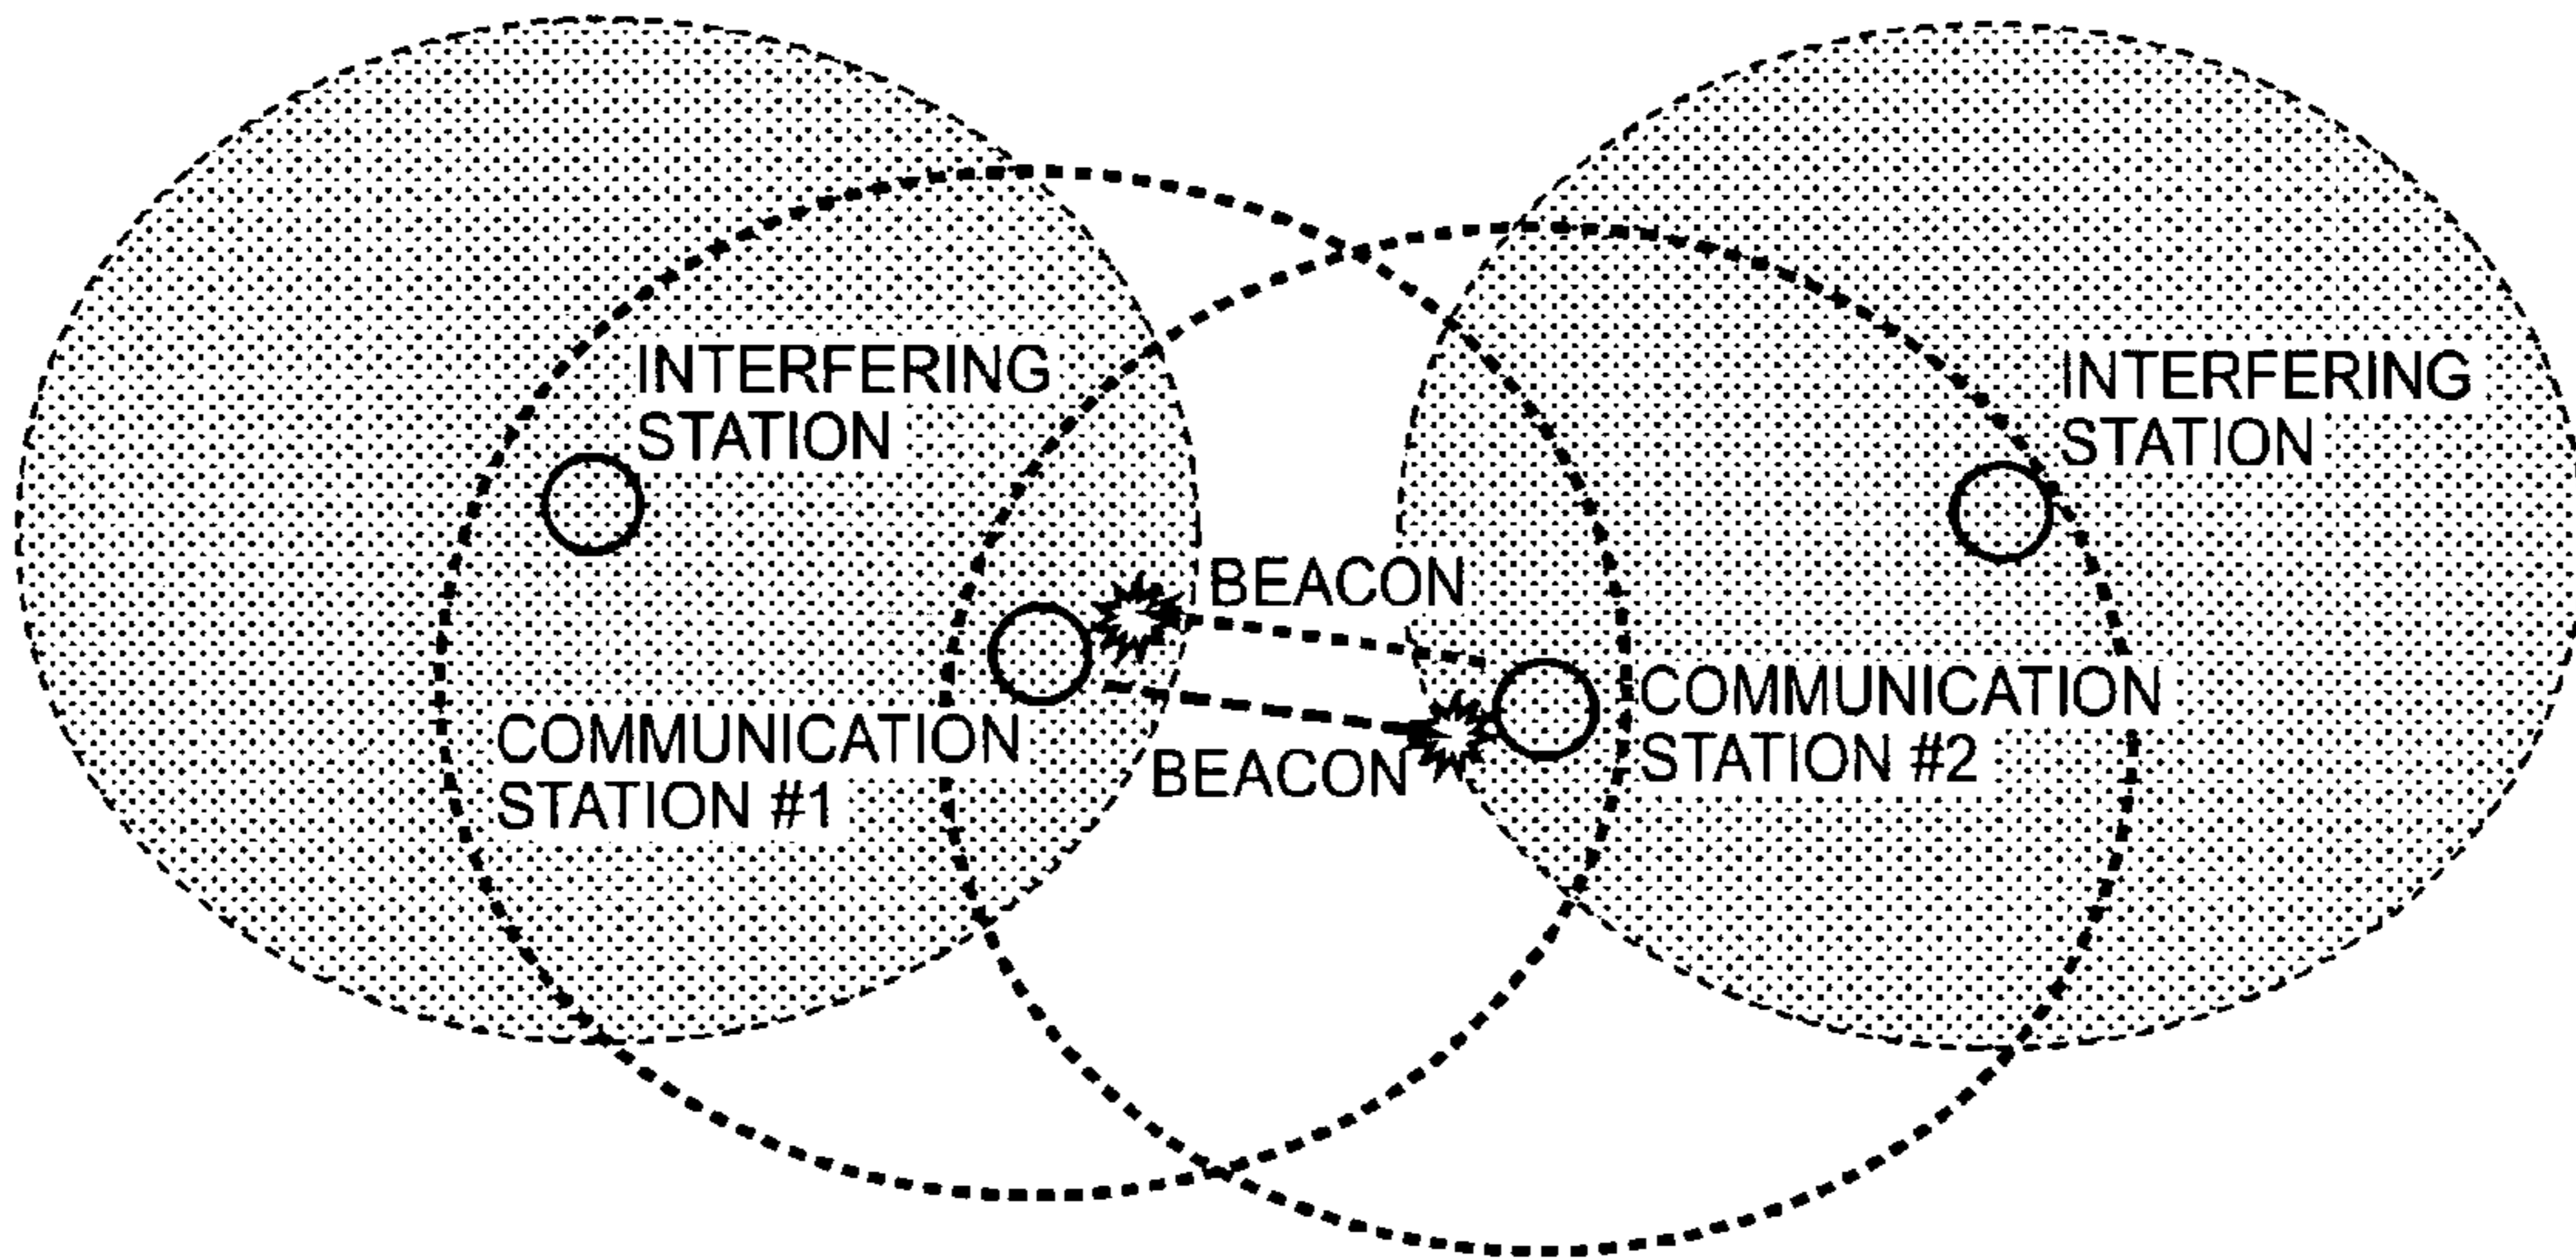 INTERFERING
STATION
INTERFERING
STATION
BEACON
COMMUNICATION
STATION #1
BEACON
COMMUNICATION
STATION #2